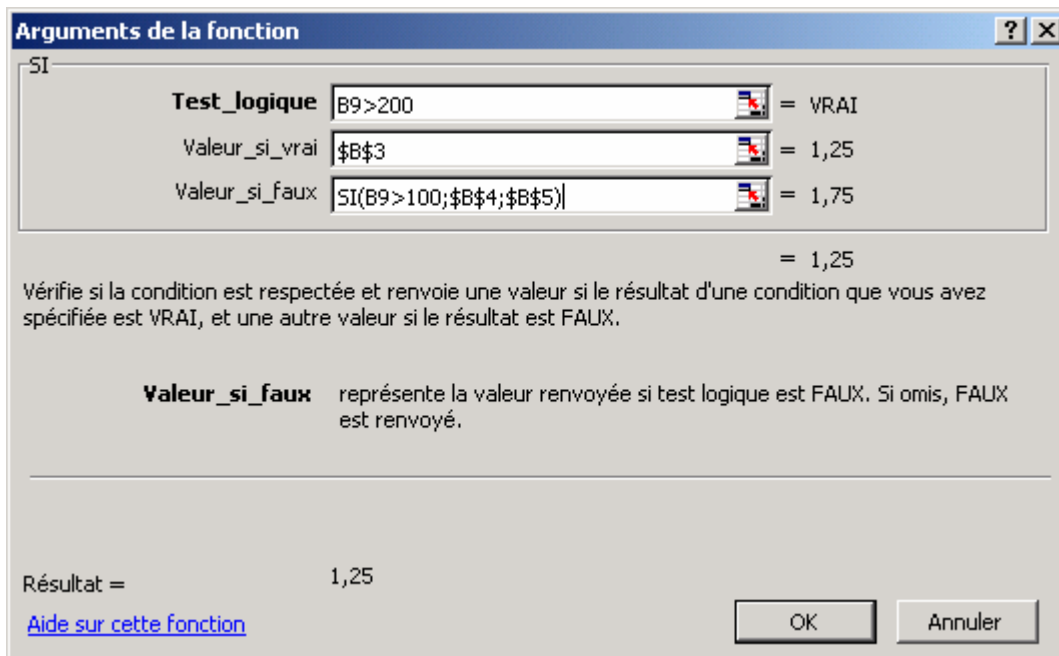 Arguments de la fonction
SI
Test_logique B9>200 = VRAI
Valeur_si_vrai $B$3 = 1,25
Valeur_si_faux SI(B9>100;$B$4;$B$5) = 1,75
= 1,25
Vérifie si la condition est respectée et renvoie une valeur si le résultat d'une condition que vous avez
spécifiée est VRAI, et une autre valeur si le résultat est FAUX.
Valeur_si_faux représente la valeur renvoyée si test logique est FAUX. Si omis, FAUX
est renvoyé.
Résultat = 1,25
Aide sur cette fonction OK Annuler